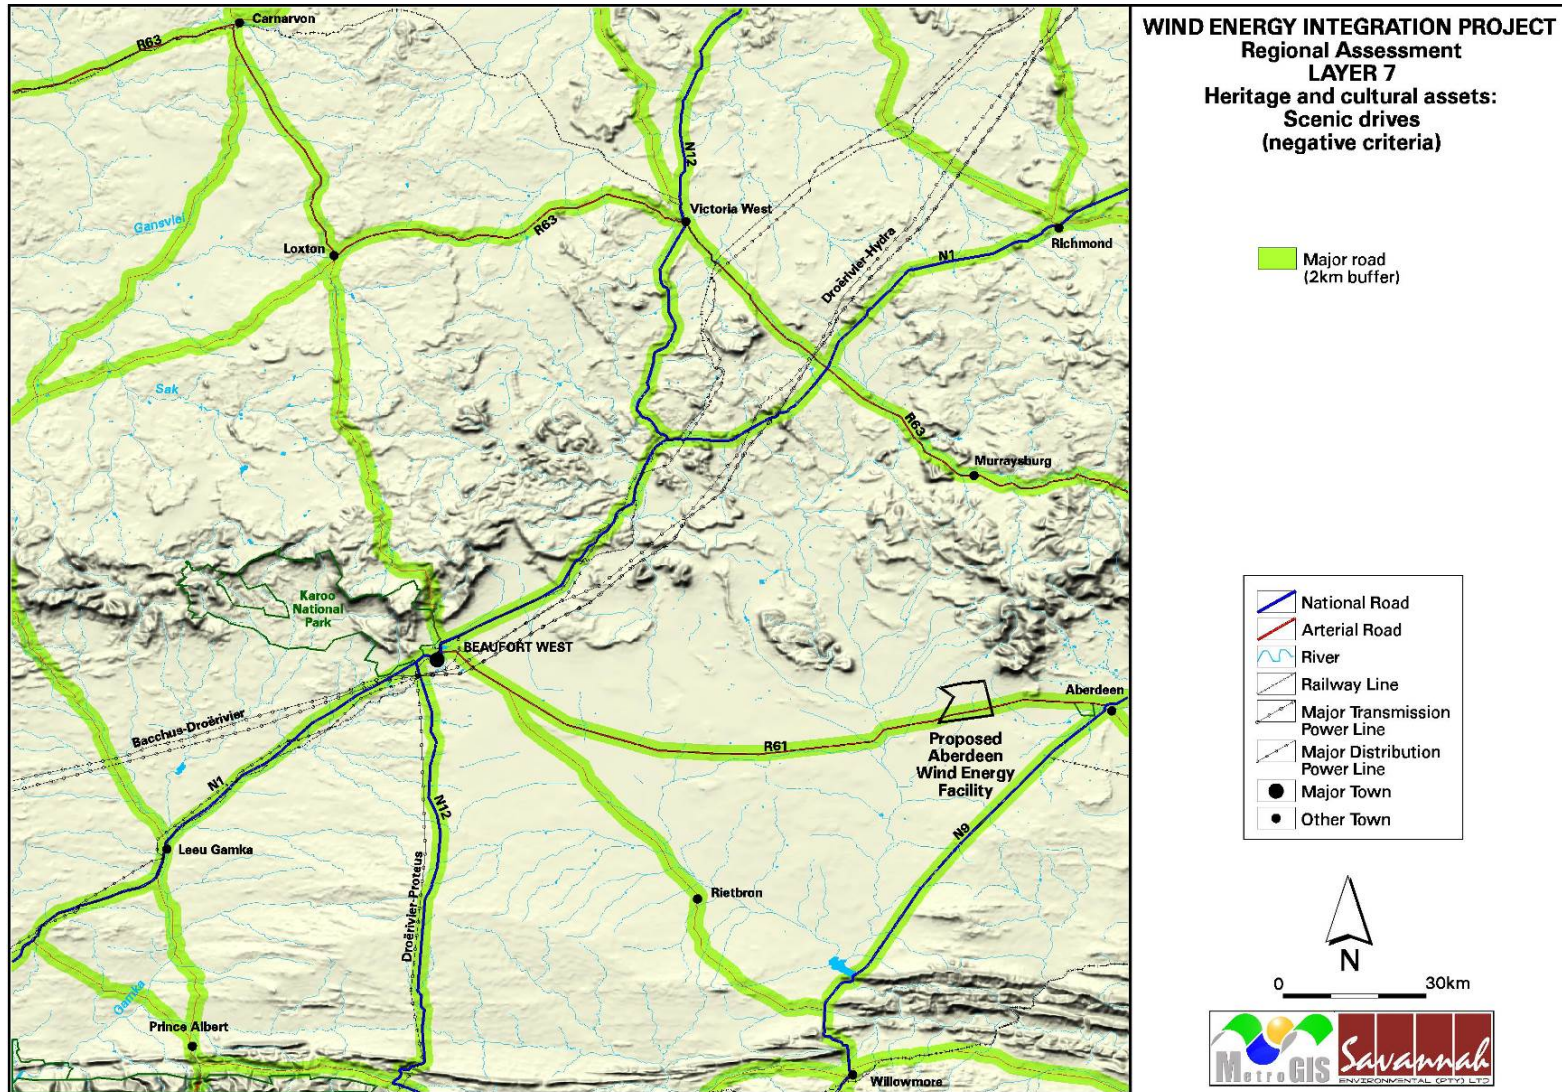 Carnarvon
R63
N12
Victoria West
Gansvlei
R63
Loxton
Droërivier-Hydra
N1
Richmond
Sak
R63
Murraysburg
Karoo
National
Park
BEAUFORT WEST
Aberdeen
Bacchus-Droërivier
R61
Proposed
Aberdeen
Wind Energy
Facility
N1
N12
N9
Leeu Gamka
Droërivier-Proteus
Rietbron
Gamka
Prince Albert
Willowmore
WIND ENERGY INTEGRATION PROJECT
Regional Assessment
LAYER 7
Heritage and cultural assets:
Scenic drives
(negative criteria)
Major road
(2km buffer)
National Road
Arterial Road
River
Railway Line
Major Transmission
Power Line
Major Distribution
Power Line
Major Town
Other Town
N
0 30km
MetroGIS
Savannah
ENVIRONMENTAL (PTY) LTD